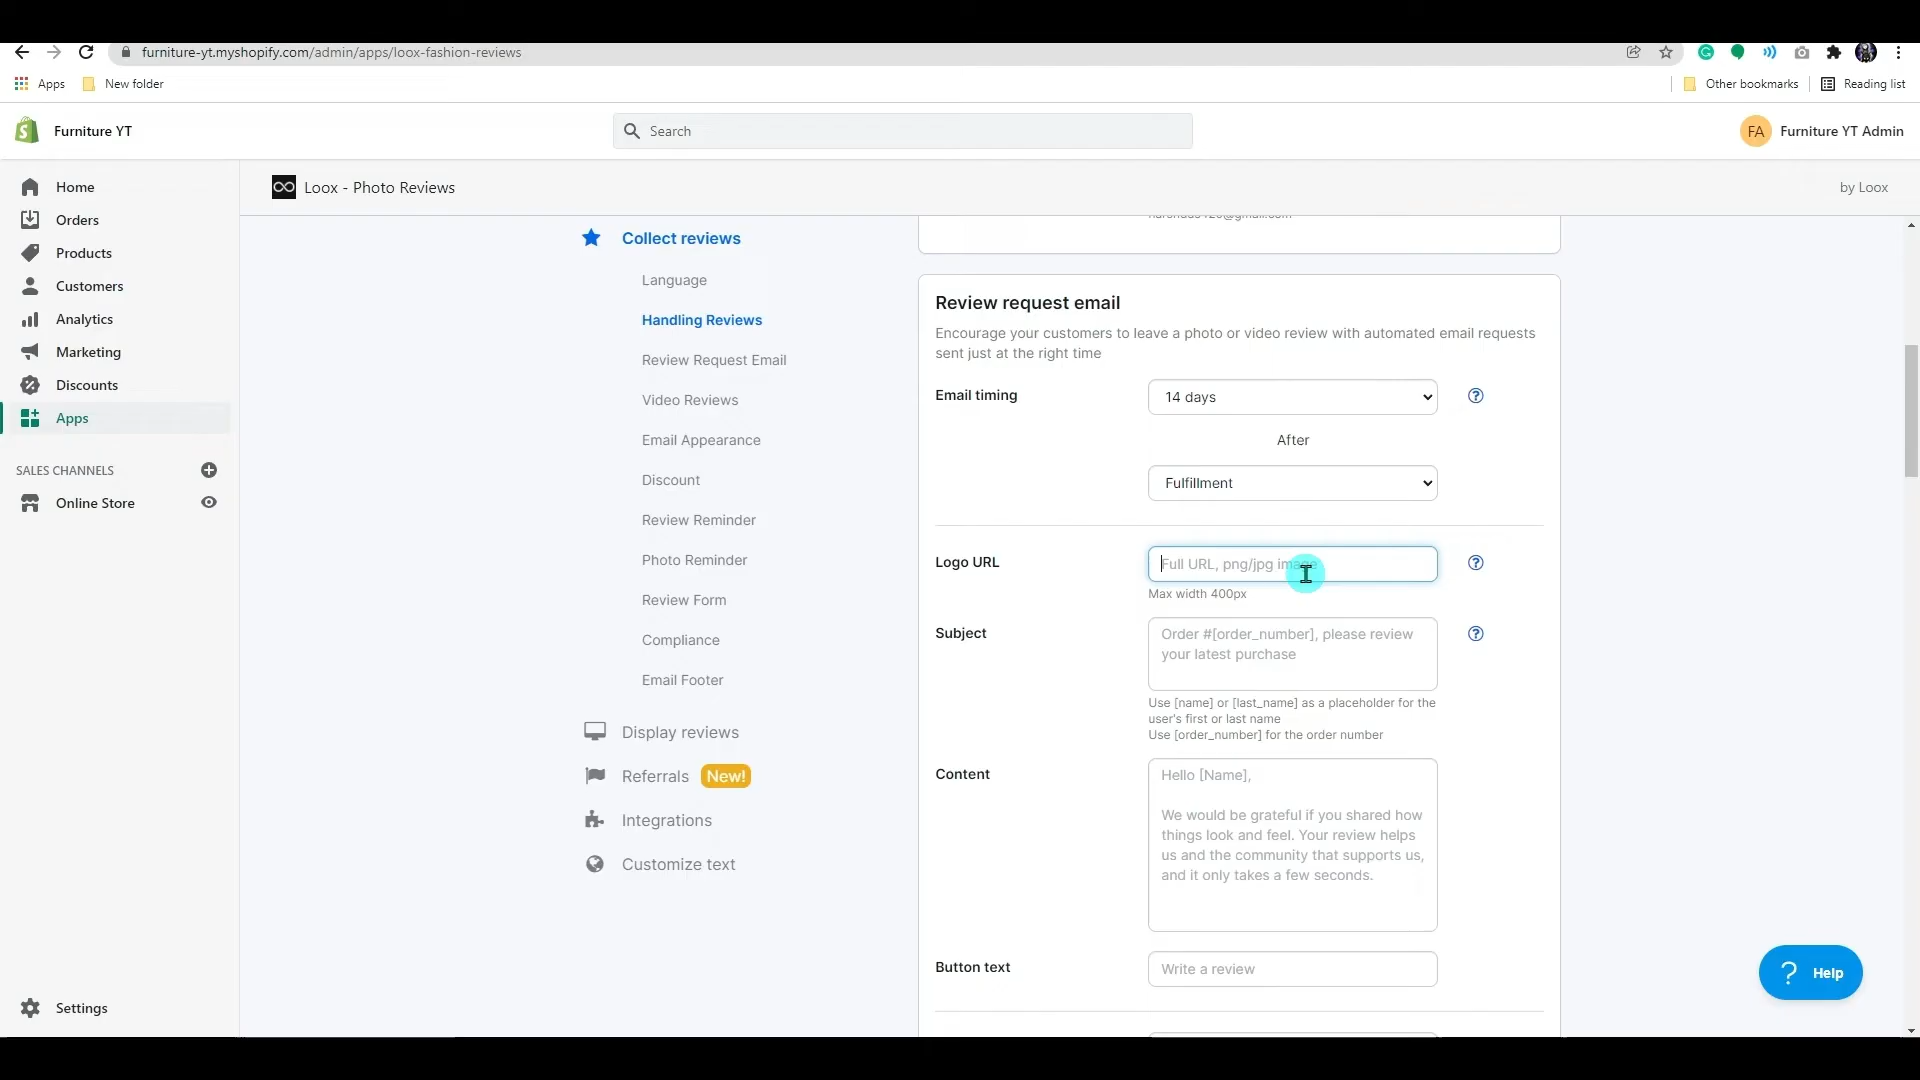 furniture-yt.myshopify.com/admin/apps/loox-fashion-reviews
Apps
New folder
Other bookmarks
Reading list
Furniture YT
Search
FA
Furniture YT Admin
Home
Orders
Products
Customers
Analytics
Marketing
Discounts
Apps
SALES CHANNELS
Online Store
Settings
Loox - Photo Reviews
by Loox
Collect reviews
Language
Handling Reviews
Review Request Email
Video Reviews
Email Appearance
Discount
Review Reminder
Photo Reminder
Review Form
Compliance
Email Footer
Display reviews
Referrals New!
Integrations
Customize text
Review request email
Encourage your customers to leave a photo or video review with automated email requests
sent just at the right time
Email timing
14 days
After
Fulfillment
Logo URL
Full URL, png/jpg image
Max width 400px
Subject
Order #[order_number], please review
your latest purchase
Use [name] or [last_name] as a placeholder for the
user's first or last name
Use [order_number] for the order number
Content
Hello [Name],
We would be grateful if you shared how
things look and feel. Your review helps
us and the community that supports us,
and it only takes a few seconds.
Button text
Write a review
? Help